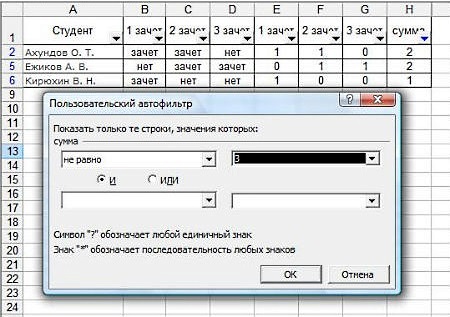 A B C D E F G H
1 Студент 1 зачет 2 зачет 3 зачет 1 зачет 2 зачет 3 зачет сумма
2 Ахундов О. Т. зачет зачет нет 1 1 0 2
5 Ежиков А. В. нет зачет зачет 0 1 1 2
6 Кирюхин В. Н. зачет нет нет 1 0 0 1
9
10
11
12
13
14
15
16
17
18
19
20
21
22
23
24
Пользовательский автофильтр
Показать только те строки, значения которых:
сумма
не равно 3
И ИЛИ
Символ "?" обозначает любой единичный знак
Знак "*" обозначает последовательность любых знаков
ОК Отмена